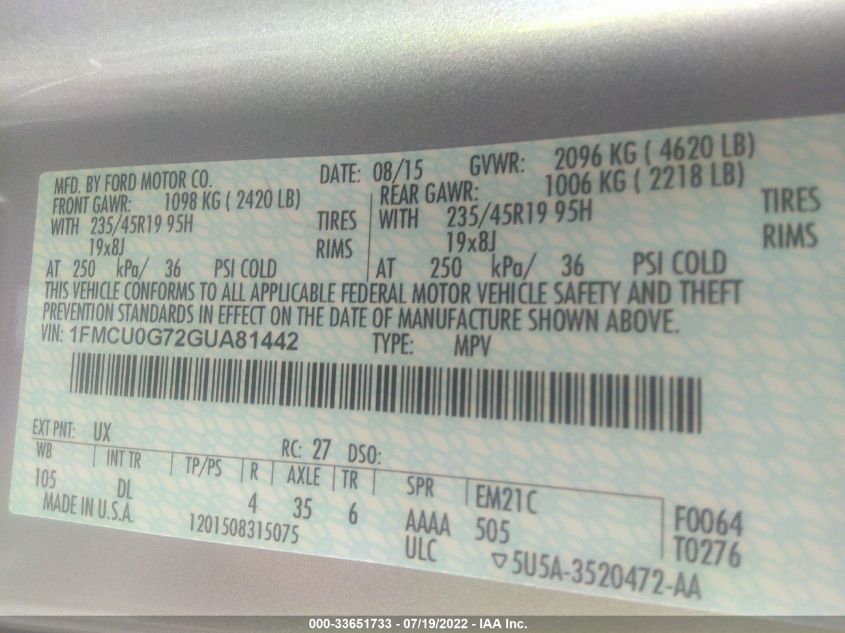 MFD. BY FORD MOTOR CO. DATE: 08/15 GVWR: 2096 KG ( 4620 LB)
FRONT GAWR: 1098 KG ( 2420 LB) REAR GAWR: 1006 KG ( 2218 LB)
WITH 235/45R19 95H TIRES WITH 235/45R19 95H TIRES
19x8J RIMS 19x8J RIMS
AT 250 kPa/ 36 PSI COLD AT 250 kPa/ 36 PSI COLD
THIS VEHICLE CONFORMS TO ALL APPLICABLE FEDERAL MOTOR VEHICLE SAFETY AND THEFT
PREVENTION STANDARDS IN EFFECT ON THE DATE OF MANUFACTURE SHOWN ABOVE.
VIN: 1FMCU0G72GUA81442 TYPE: MPV
EXT PNT: UX RC: 27 DSO:
WB INT TR TP/PS R AXLE TR SPR EM21C
105 DL 4 35 6 AAAA 505 F0064
MADE IN U.S.A. 1201508315075 ULC ▽5U5A-3520472-AA T0276
000-33651733 - 07/19/2022 - IAA Inc.